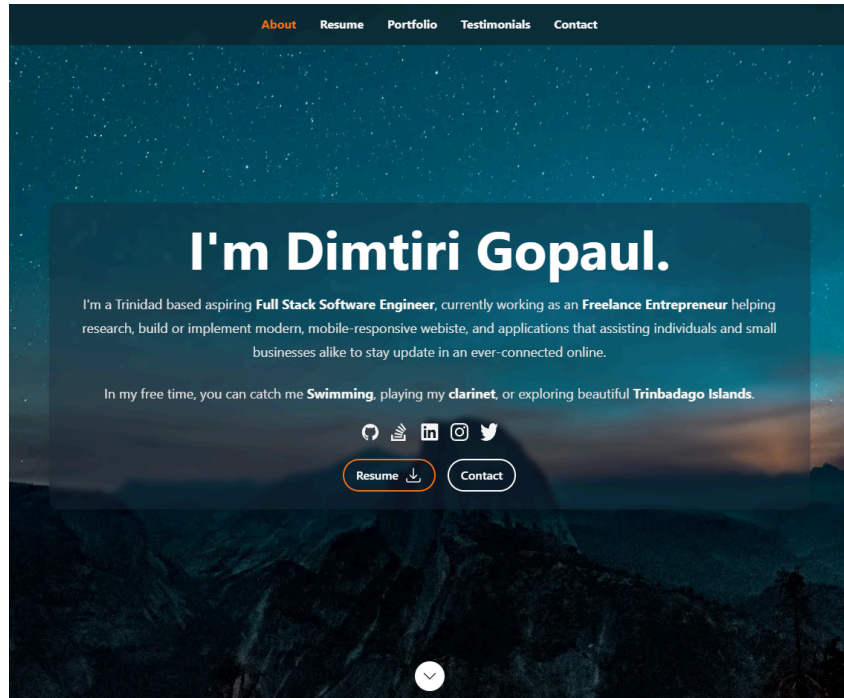 About Resume Portfolio Testimonials Contact
I'm Dimtiri Gopaul.
I'm a Trinidad based aspiring Full Stack Software Engineer, currently working as an Freelance Entrepreneur helping
research, build or implement modern, mobile-responsive webiste, and applications that assisting individuals and small
businesses alike to stay update in an ever-connected online.
In my free time, you can catch me Swimming, playing my clarinet, or exploring beautiful Trinbadago Islands.
in
Resume Contact